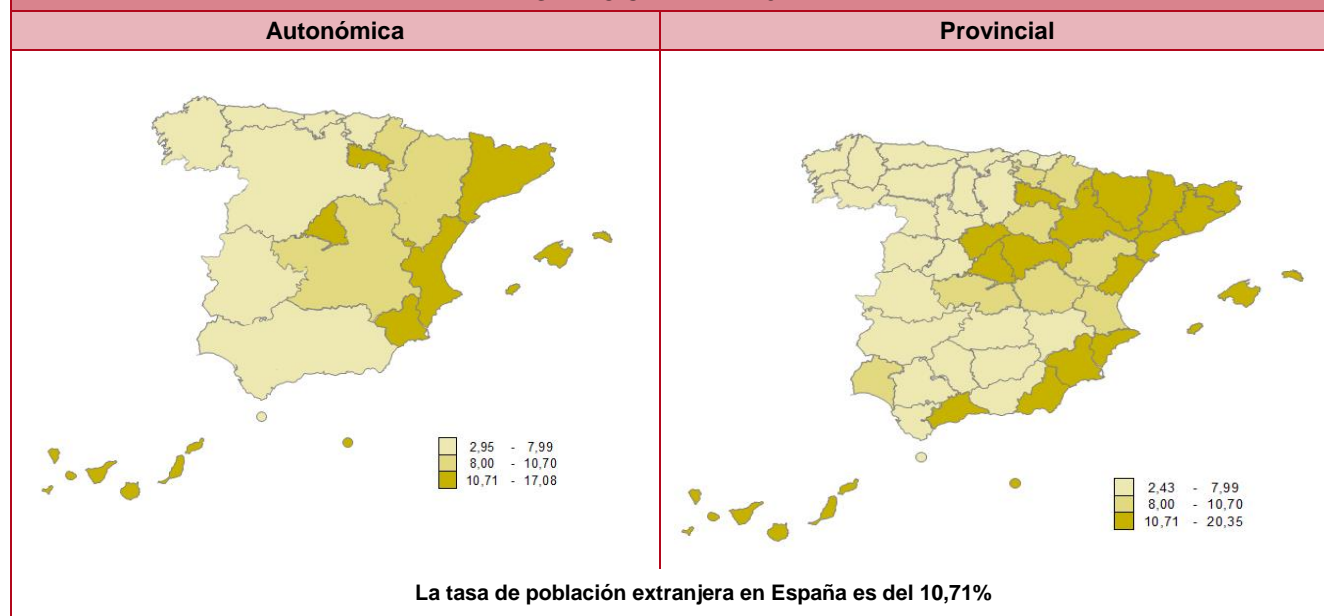 Autonómica
Provincial
2,95 - 7,99
8,00 - 10,70
10,71 - 17,08
2,43 - 7,99
8,00 - 10,70
10,71 - 20,35
La tasa de población extranjera en España es del 10,71%